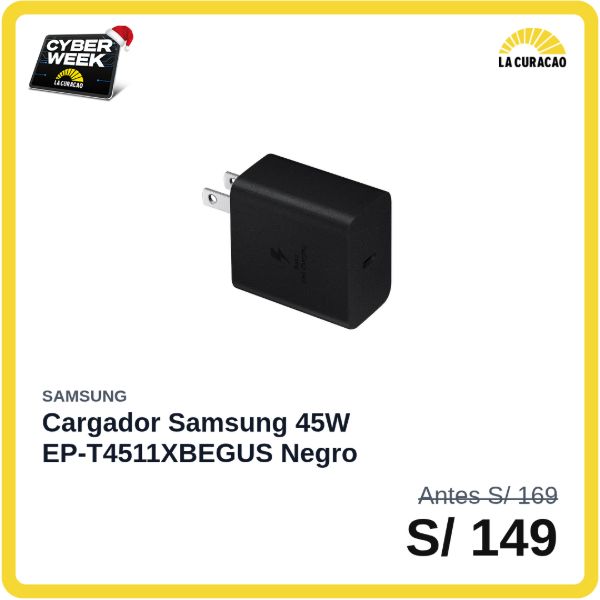 CYBER
WEEK
LA CURACAO
LA CURACAO
SAMSUNG
Cargador Samsung 45W
EP-T4511XBEGUS Negro
Antes S/ 169
S/ 149